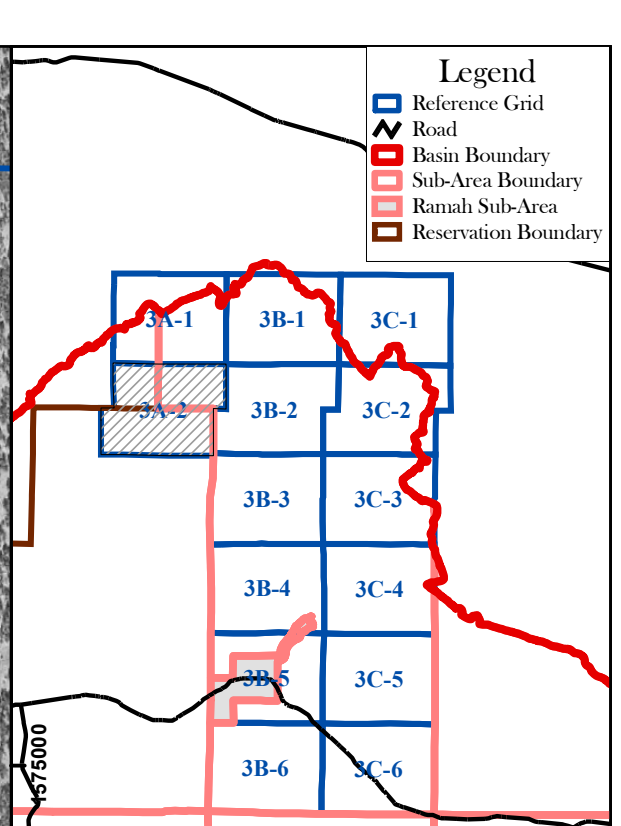 Legend
Reference Grid
Road
Basin Boundary
Sub-Area Boundary
Ramah Sub-Area
Reservation Boundary
3A-1
3B-1
3C-1
3A-2
3B-2
3C-2
3B-3
3C-3
3B-4
3C-4
3B-5
3C-5
3B-6
3C-6
1575000